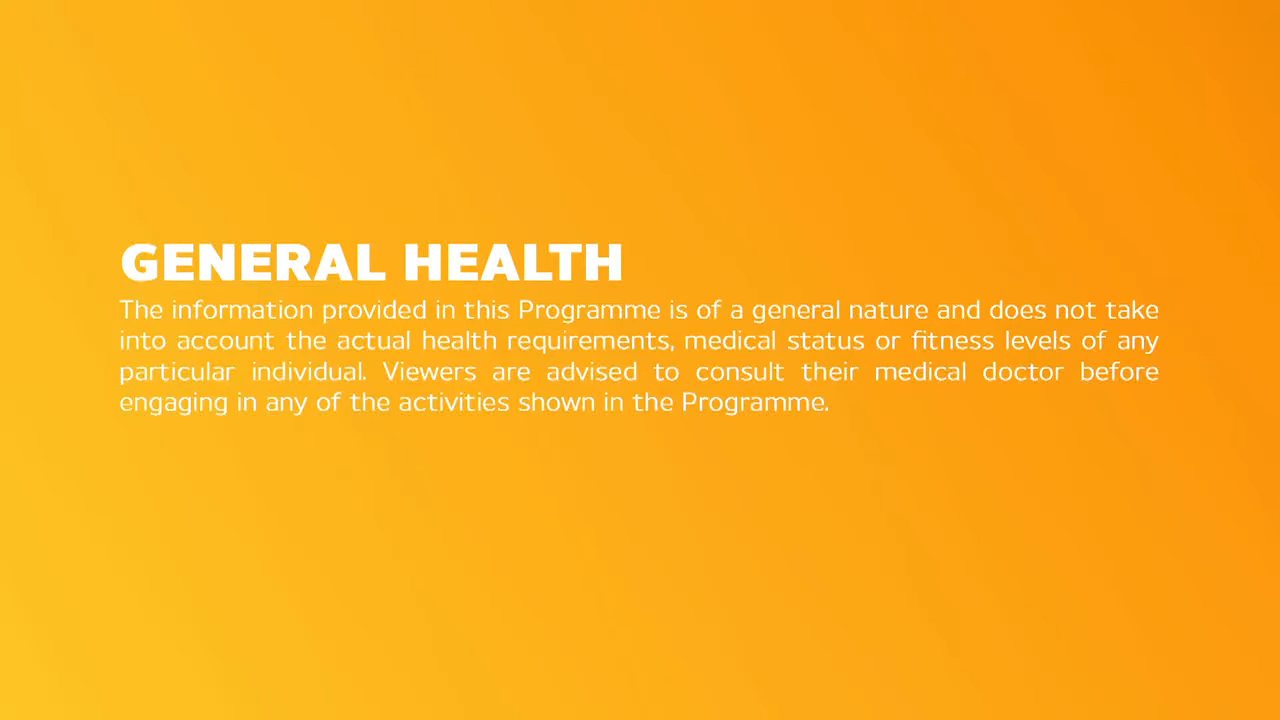 GENERAL HEALTH
The information provided in this Programme is of a general nature and does not take
into account the actual health requirements, medical status or fitness levels of any
particular individual. Viewers are advised to consult their medical doctor before
engaging in any of the activities shown in the Programme.